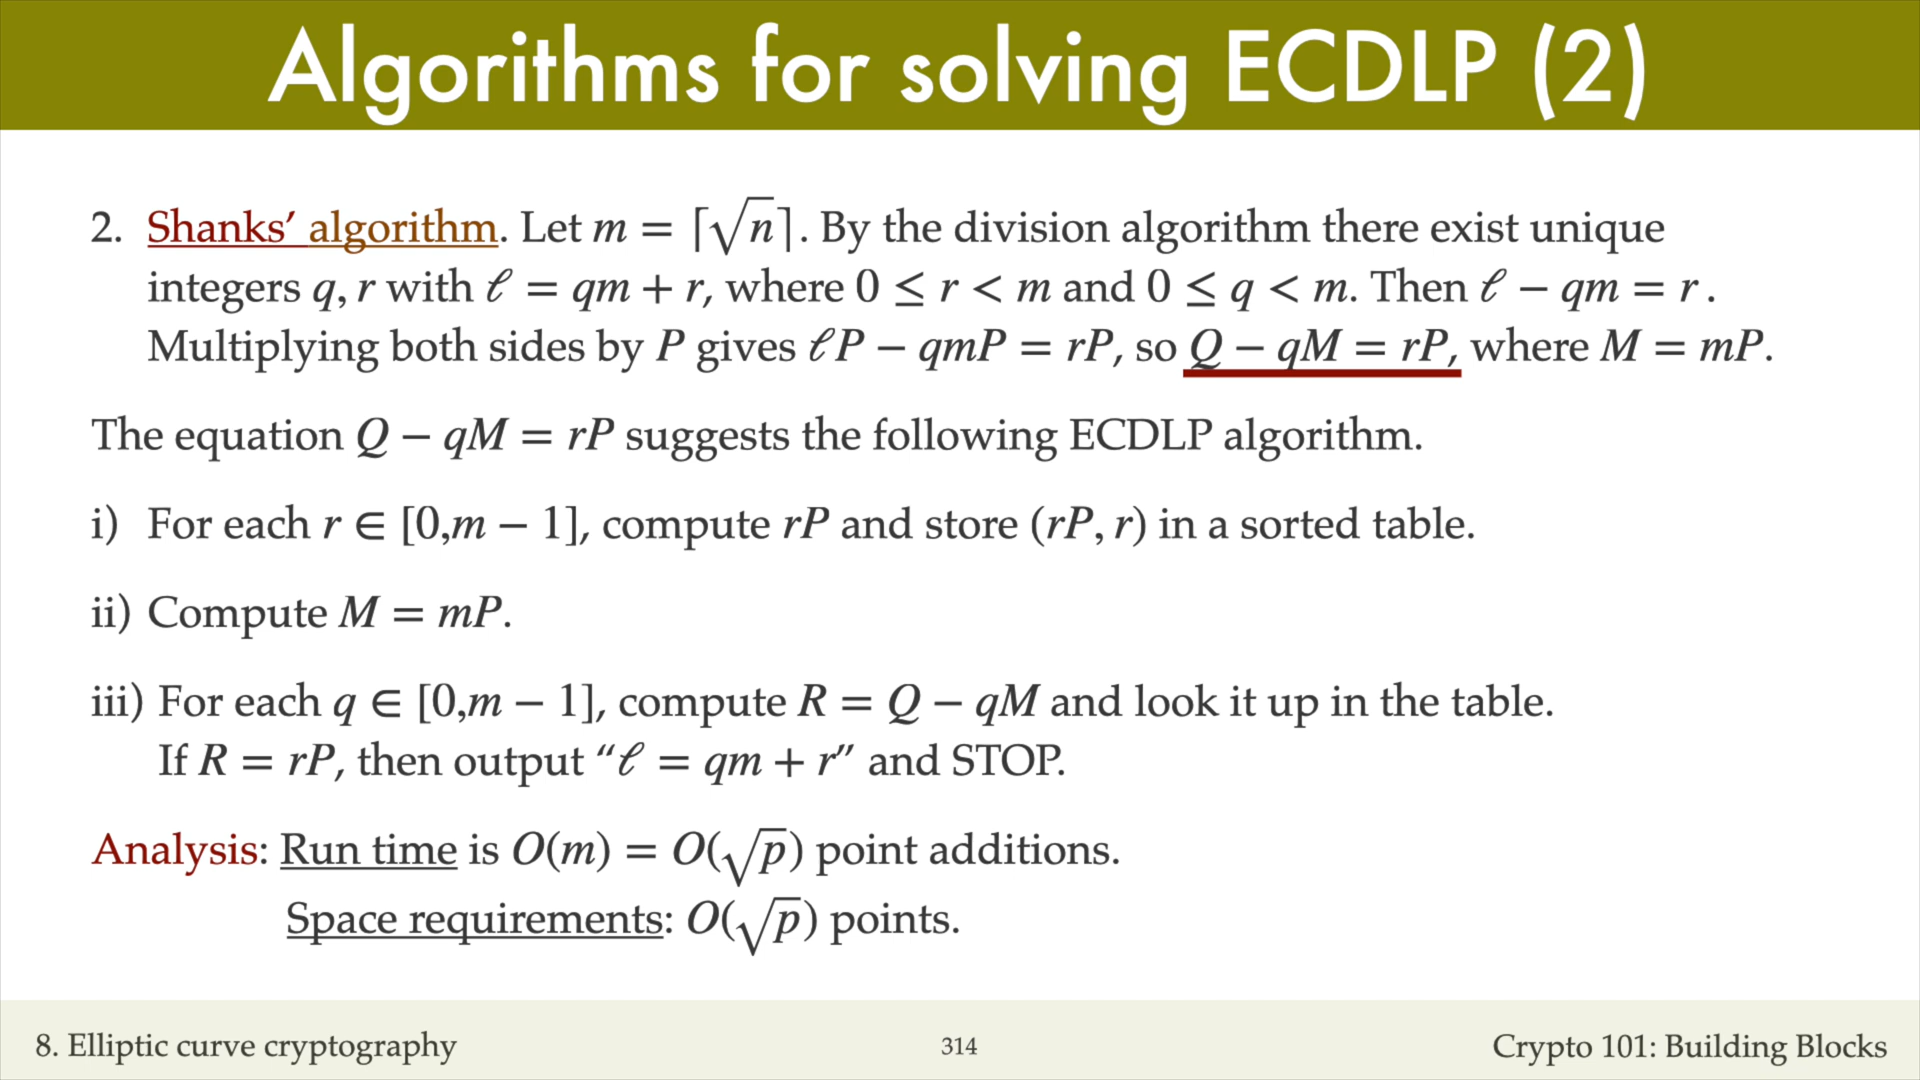 Algorithms for solving ECDLP (2)
2. Shanks’ algorithm. Let m = ⌈√n⌉. By the division algorithm there exist unique
integers q, r with ℓ = qm + r, where 0 ≤ r < m and 0 ≤ q < m. Then ℓ − qm = r.
Multiplying both sides by P gives ℓP − qmP = rP, so Q − qM = rP, where M = mP.
The equation Q − qM = rP suggests the following ECDLP algorithm.
i) For each r ∈ [0,m − 1], compute rP and store (rP, r) in a sorted table.
ii) Compute M = mP.
iii) For each q ∈ [0,m − 1], compute R = Q − qM and look it up in the table.
If R = rP, then output “ℓ = qm + r” and STOP.
Analysis: Run time is O(m) = O(√p) point additions.
Space requirements: O(√p) points.
8. Elliptic curve cryptography
314
Crypto 101: Building Blocks